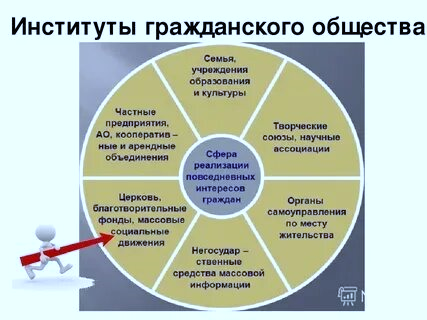 Институты гражданского общества
Семья,
учреждения
образования
и культуры
Творческие
союзы, научные
ассоциации
Органы
самоуправления
по месту
жительства
Негосудар –
ственные
средства массовой
информации
Церковь,
благотворительные
фонды, массовые
социальные
движения
Частные
предприятия,
АО, кооператив –
ные и арендные
объединения
Сфера
реализации
повседневных
интересов
граждан